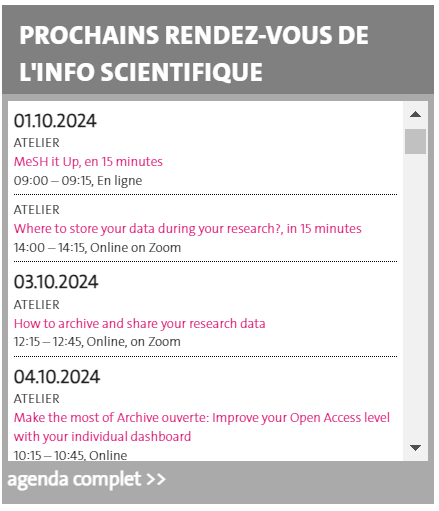 PROCHAINS RENDEZ-VOUS DE
L'INFO SCIENTIFIQUE
01.10.2024
ATELIER
MeSH it Up, en 15 minutes
09:00 – 09:15, En ligne
ATELIER
Where to store your data during your research?, in 15 minutes
14:00 – 14:15, Online on Zoom
03.10.2024
ATELIER
How to archive and share your research data
12:15 – 12:45, Online, on Zoom
04.10.2024
ATELIER
Make the most of Archive ouverte: Improve your Open Access level
with your individual dashboard
10:15 – 10:45, Online
agenda complet >>